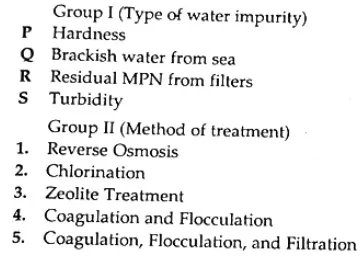 Group I (Type of water impurity)
P Hardness
Q Brackish water from sea
R Residual MPN from filters
S Turbidity
Group II (Method of treatment)
1. Reverse Osmosis
2. Chlorination
3. Zeolite Treatment
4. Coagulation and Flocculation
5. Coagulation, Flocculation, and Filtration